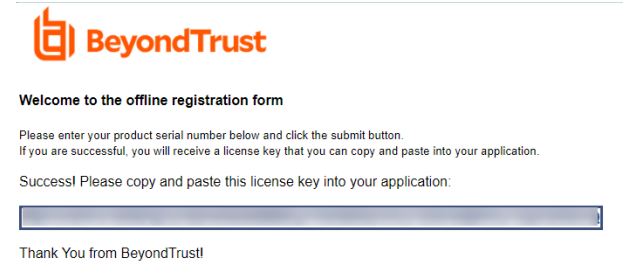 BeyondTrust
Welcome to the offline registration form
Please enter your product serial number below and click the submit button.
If you are successful, you will receive a license key that you can copy and paste into your application.
Success! Please copy and paste this license key into your application:
Thank You from BeyondTrust!